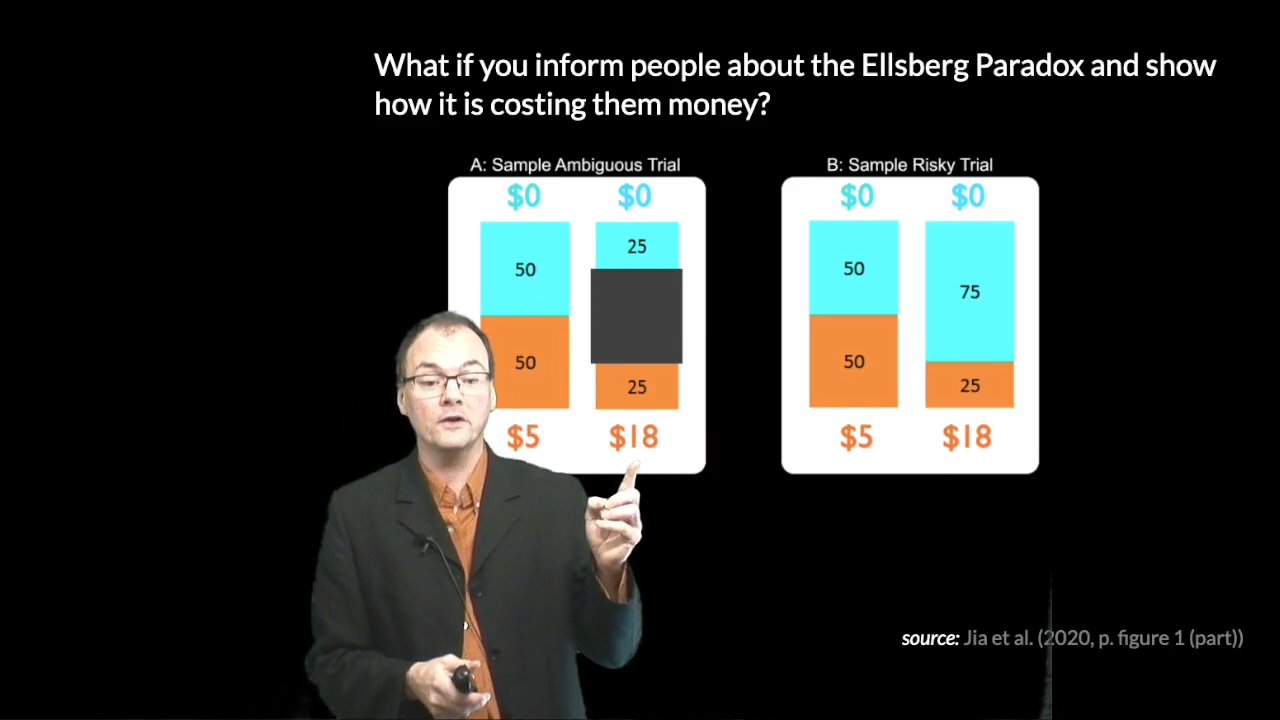 What if you inform people about the Ellsberg Paradox and show
how it is costing them money?
A: Sample Ambiguous Trial
$0 $0
25
50
50
25
$5 $18
B: Sample Risky Trial
$0 $0
50
75
50
25
$5 $18
source: Jia et al. (2020, p. figure 1 (part))